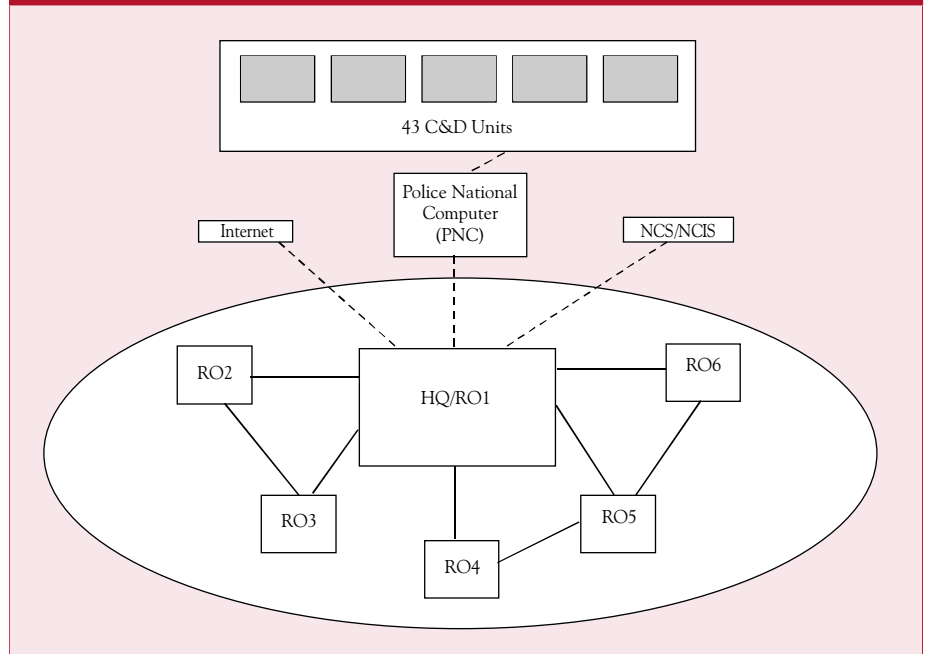 43 C&D Units
Police National
Computer
(PNC)
Internet
NCS/NCIS
RO2
HQ/RO1
RO6
RO3
RO5
RO4